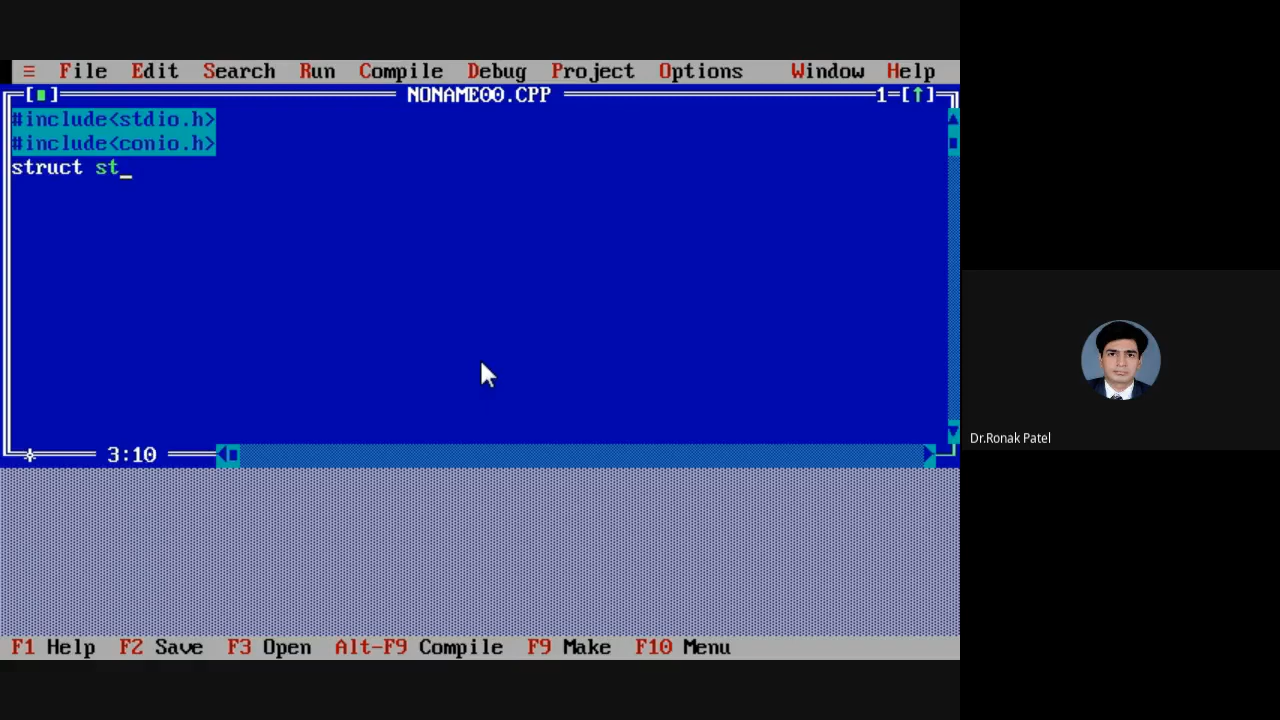 ≡ File Edit Search Run Compile Debug Project Options Window Help
[■] NONAME00.CPP 1=[↑]
#include<stdio.h>
#include<conio.h>
struct st_
3:10
Dr.Ronak Patel
F1 Help F2 Save F3 Open Alt-F9 Compile F9 Make F10 Menu